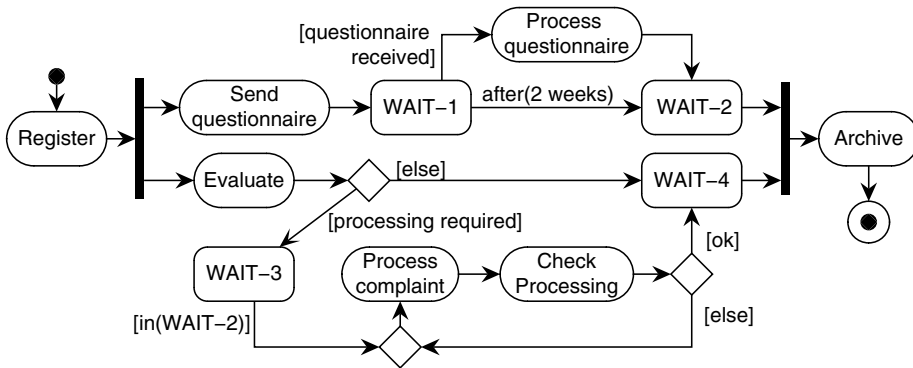 [questionnaire
received]
Process
questionnaire
Register
Send
questionnaire
WAIT−1
after(2 weeks)
WAIT−2
Archive
Evaluate
[else]
WAIT−4
[processing required]
WAIT−3
Process
complaint
Check
Processing
[ok]
[in(WAIT−2)]
[else]